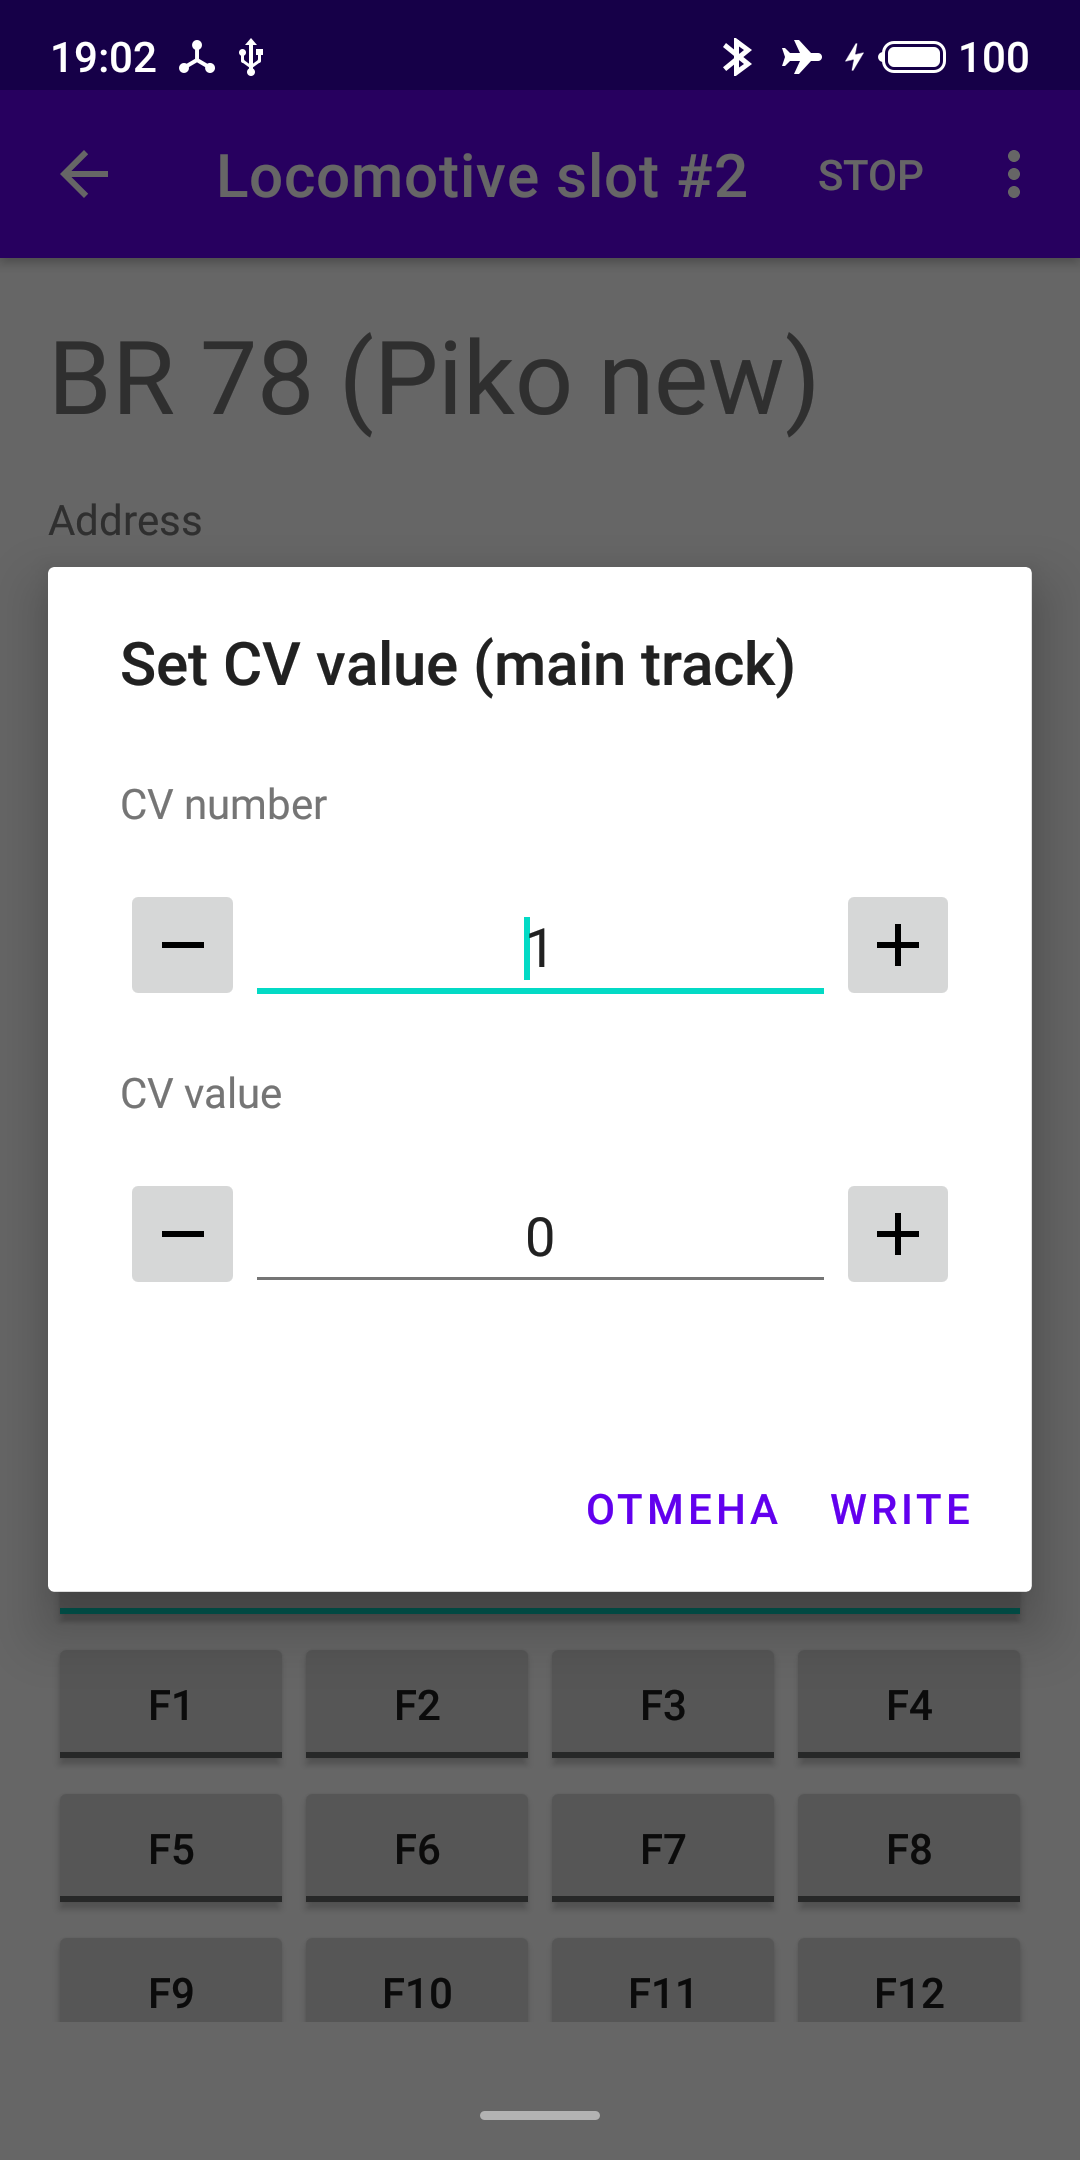 19:02 100
Locomotive slot #2 STOP
BR 78 (Piko new)
Address
Set CV value (main track)
CV number
1
CV value
0
ОТМЕНА WRITE
F1 F2 F3 F4
F5 F6 F7 F8
F9 F10 F11 F12